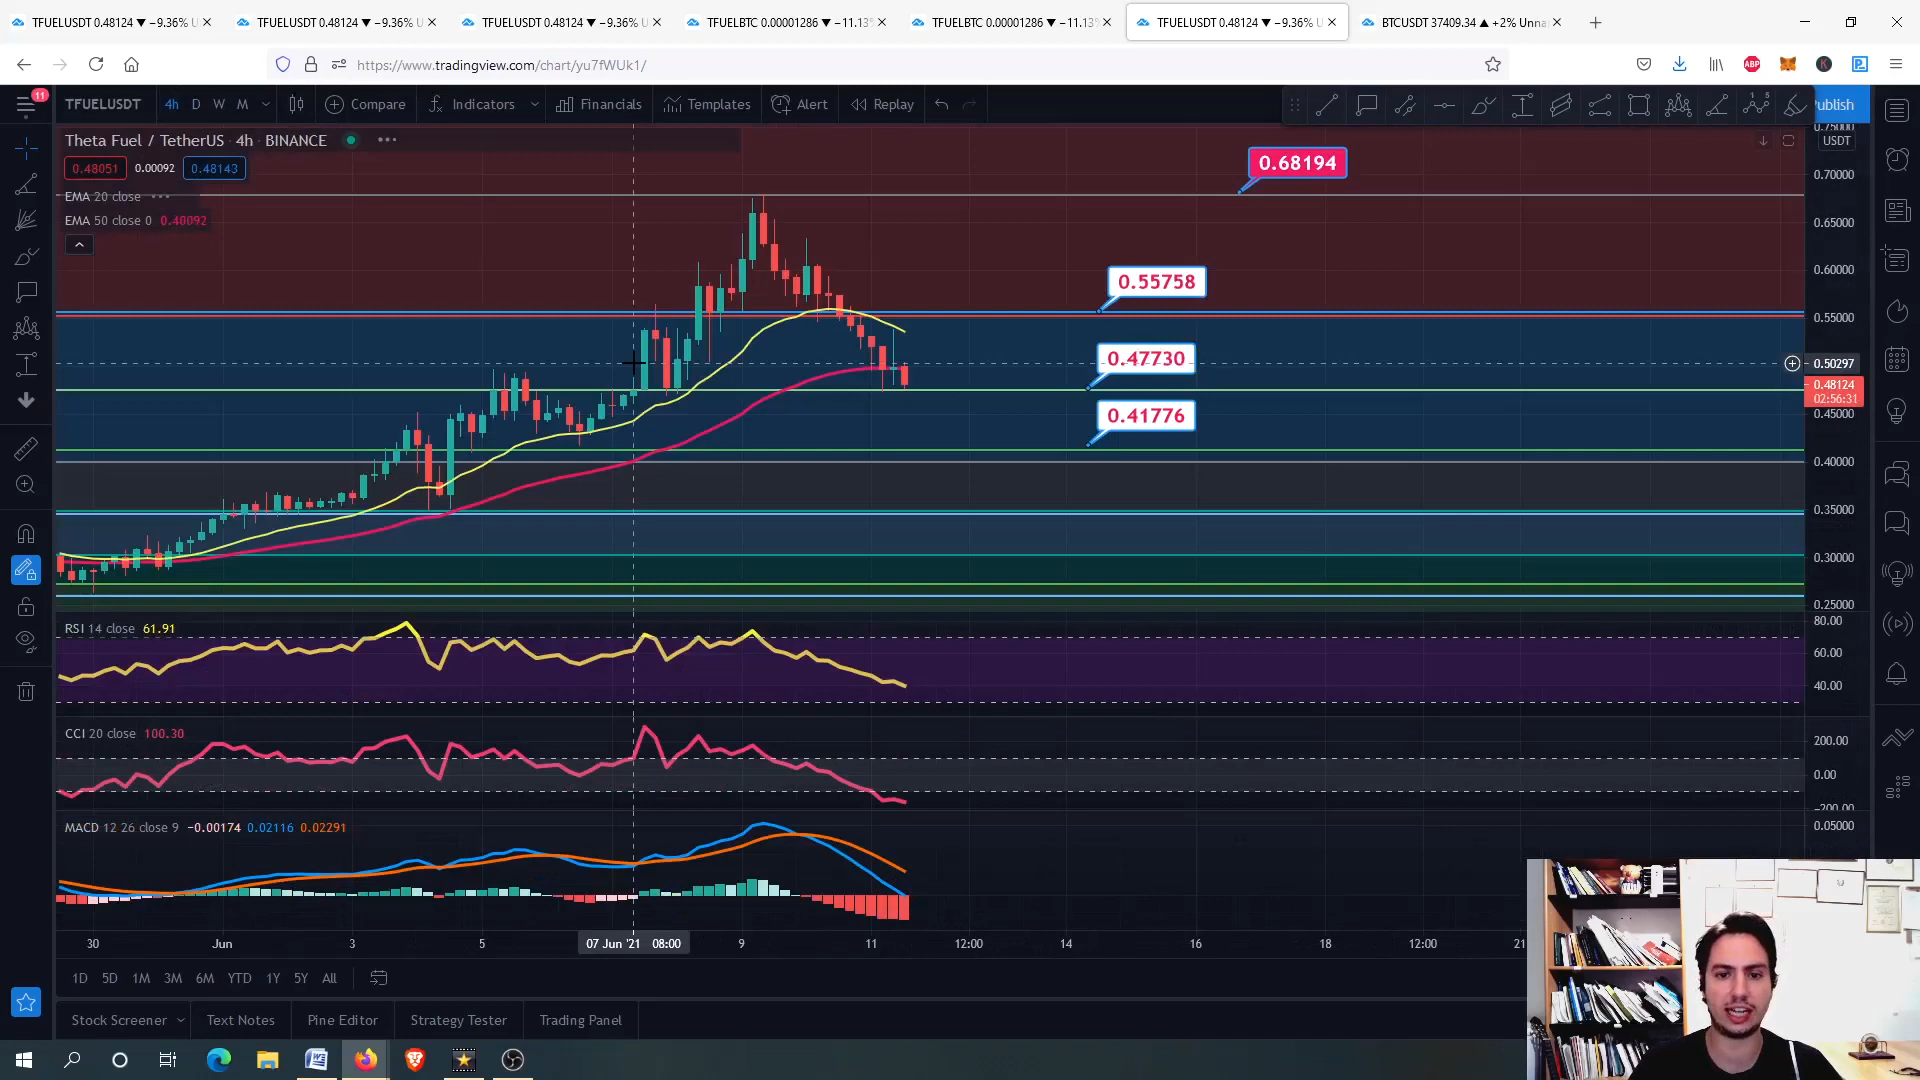 TFUELUSDT 0.48124 ▼ −9.36% U
TFUELUSDT 0.48124 ▼ −9.36% U
TFUELUSDT 0.48124 ▼ −9.36% U
TFUELBTC 0.00001286 ▼ −11.13%
TFUELBTC 0.00001286 ▼ −11.13%
TFUELUSDT 0.48124 ▼ −9.36% U
BTCUSDT 37409.34 ▲ +2% Unna
https://www.tradingview.com/chart/yu7fWUk1/
ABP
K
11
TFUELUSDT
4h D W M
Compare
Indicators
Financials
Templates
Alert
Replay
Publish
Theta Fuel / TetherUS · 4h · BINANCE
0.48051 0.00092 0.48143
EMA 20 close
EMA 50 close 0 0.40092
0.68194
0.55758
0.47730
0.41776
USDT
0.75000
0.70000
0.65000
0.60000
0.55000
0.50297
0.48124
02:56:31
0.45000
0.40000
0.35000
0.30000
0.25000
RSI 14 close 61.91
80.00
60.00
40.00
CCI 20 close 100.30
200.00
0.00
−200.00
MACD 12 26 close 9 −0.00174 0.02116 0.02291
0.05000
30 Jun 3 5 07 Jun '21 08:00 9 11 12:00 14 16 18 12:00 21
1D 5D 1M 3M 6M YTD 1Y 5Y All
Stock Screener
Text Notes
Pine Editor
Strategy Tester
Trading Panel